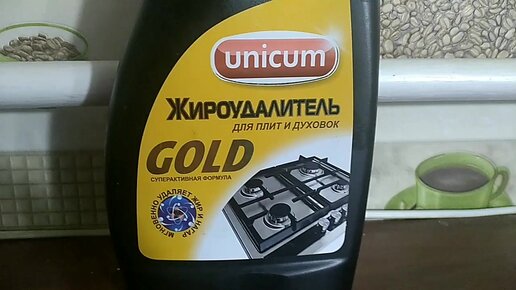 unicum
ЖИРОУДАЛИТЕЛЬ
ДЛЯ ПЛИТ И ДУХОВОК
GOLD
СУПЕРАКТИВНАЯ ФОРМУЛА
МГНОВЕННО УДАЛЯЕТ ЖИР И НАГАР